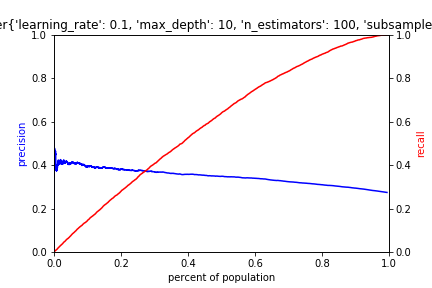 er{'learning_rate': 0.1, 'max_depth': 10, 'n_estimators': 100, 'subsample
1.0 1.0
0.8 0.8
0.6 0.6
precision recall
0.4 0.4
0.2 0.2
0.0 0.0
0.0 0.2 0.4 0.6 0.8 1.0
percent of population